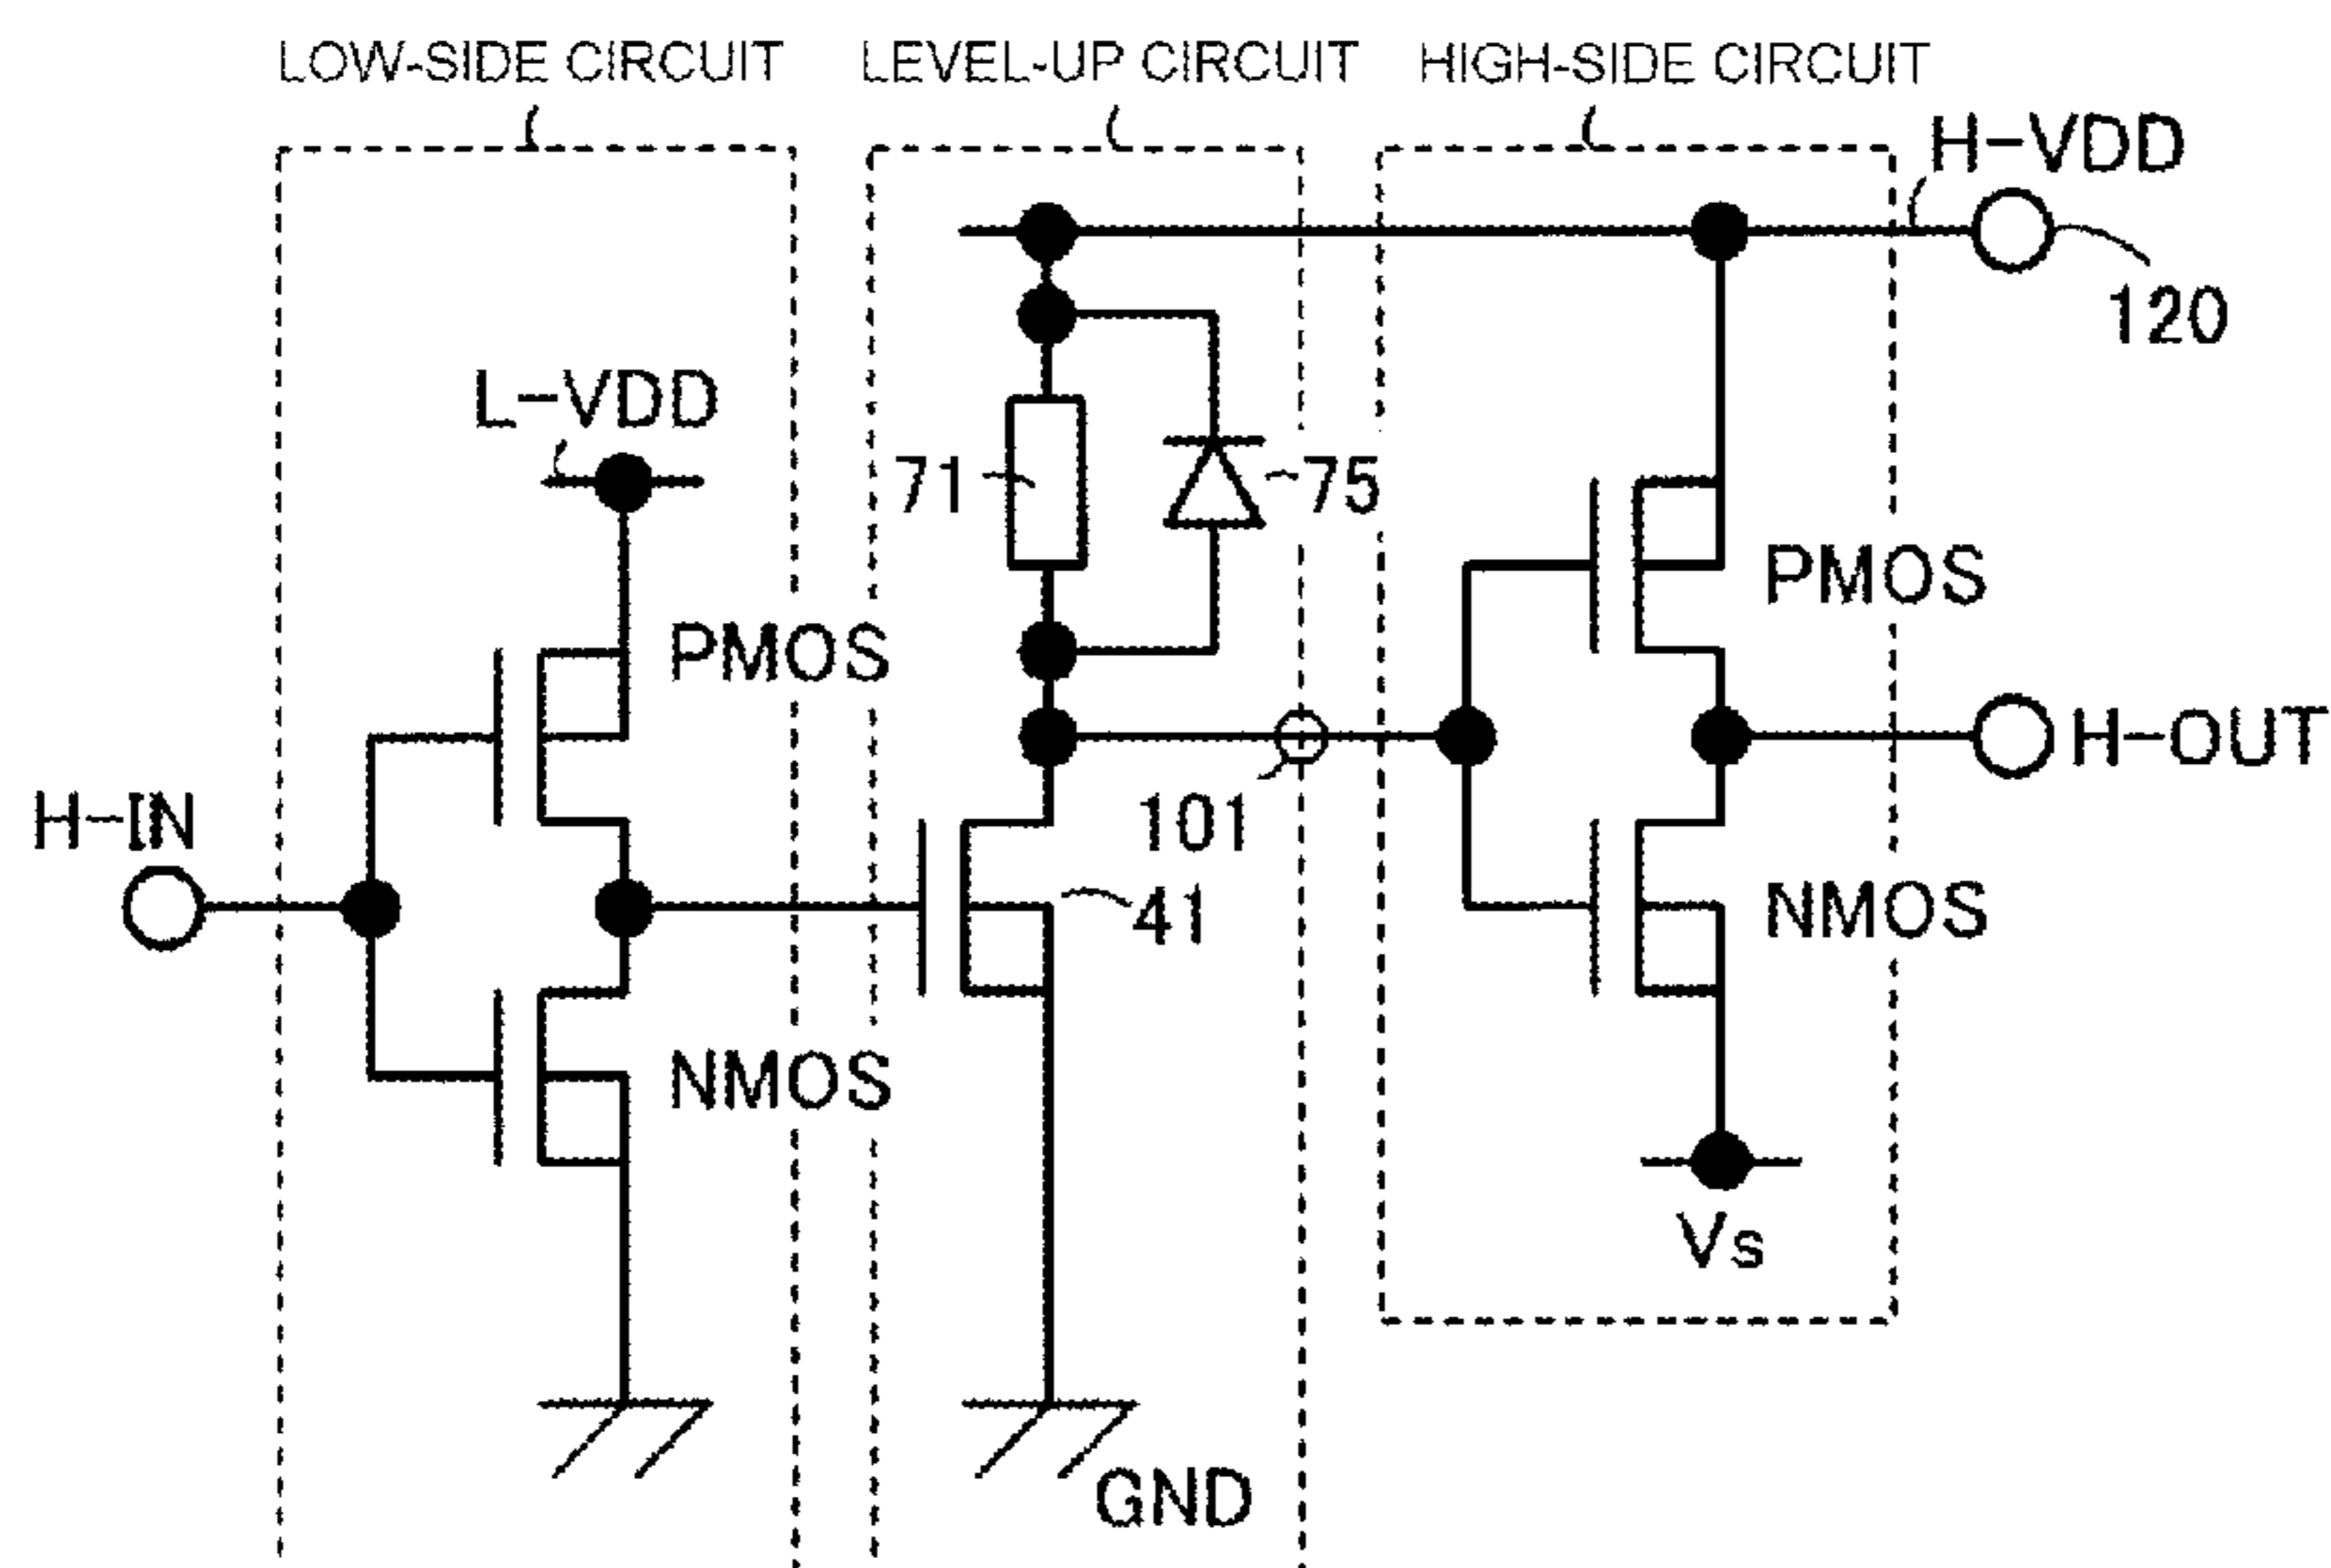 LOW-SIDE CIRCUIT
LEVEL-UP CIRCUIT
HIGH-SIDE CIRCUIT
H-VDD
120
L-VDD
71
75
PMOS
PMOS
H-IN
101
H-OUT
41
NMOS
NMOS
Vs
GND